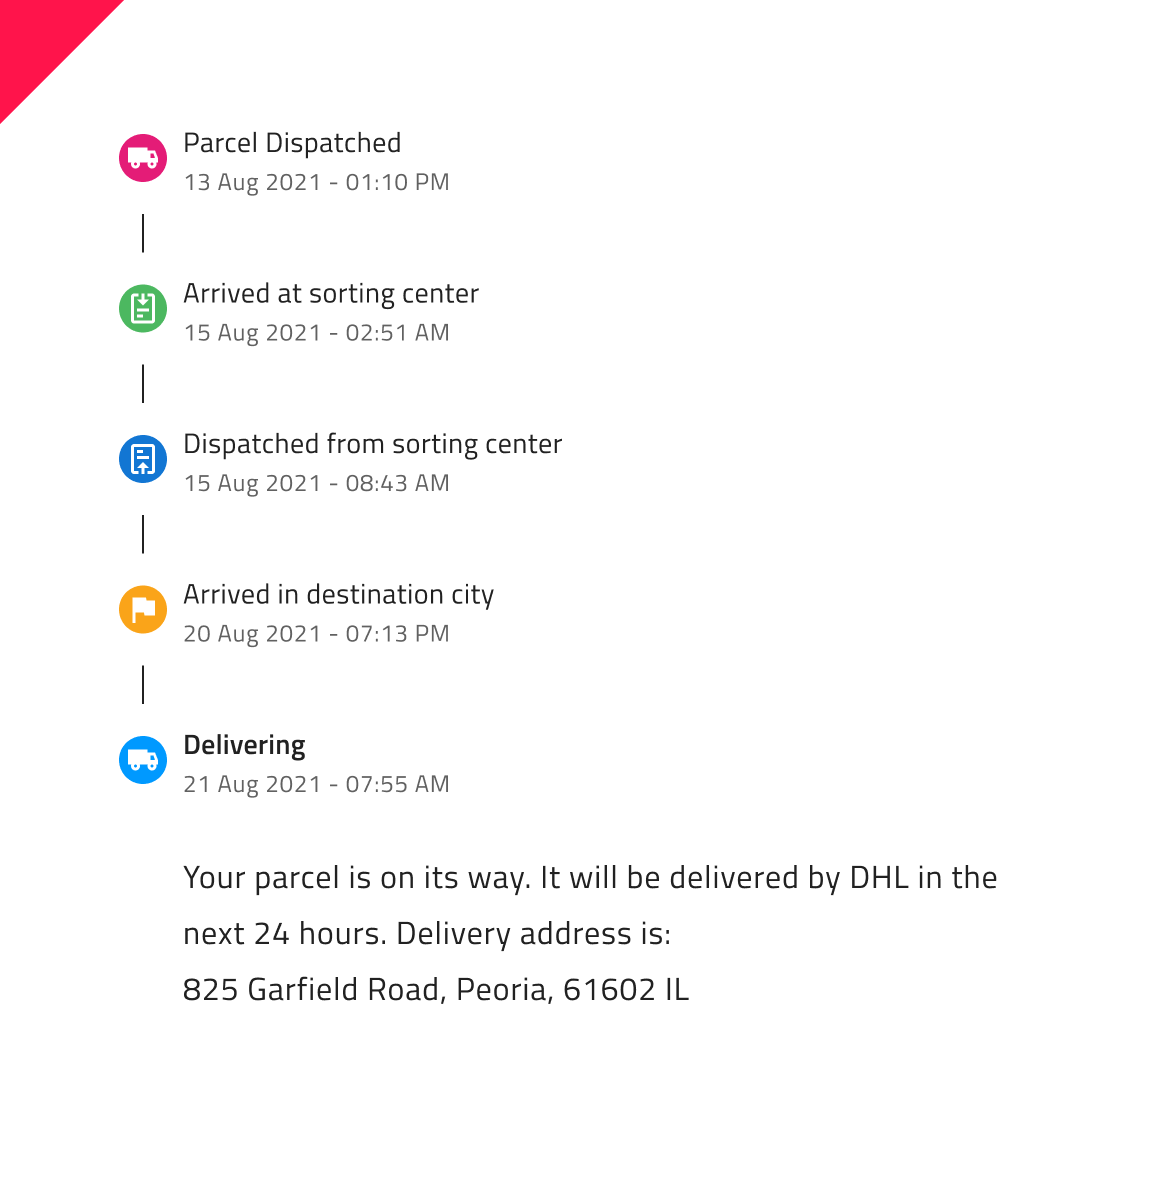 Parcel Dispatched
13 Aug 2021 - 01:10 PM
Arrived at sorting center
15 Aug 2021 - 02:51 AM
Dispatched from sorting center
15 Aug 2021 - 08:43 AM
Arrived in destination city
20 Aug 2021 - 07:13 PM
Delivering
21 Aug 2021 - 07:55 AM
Your parcel is on its way. It will be delivered by DHL in the
next 24 hours. Delivery address is:
825 Garfield Road, Peoria, 61602 IL